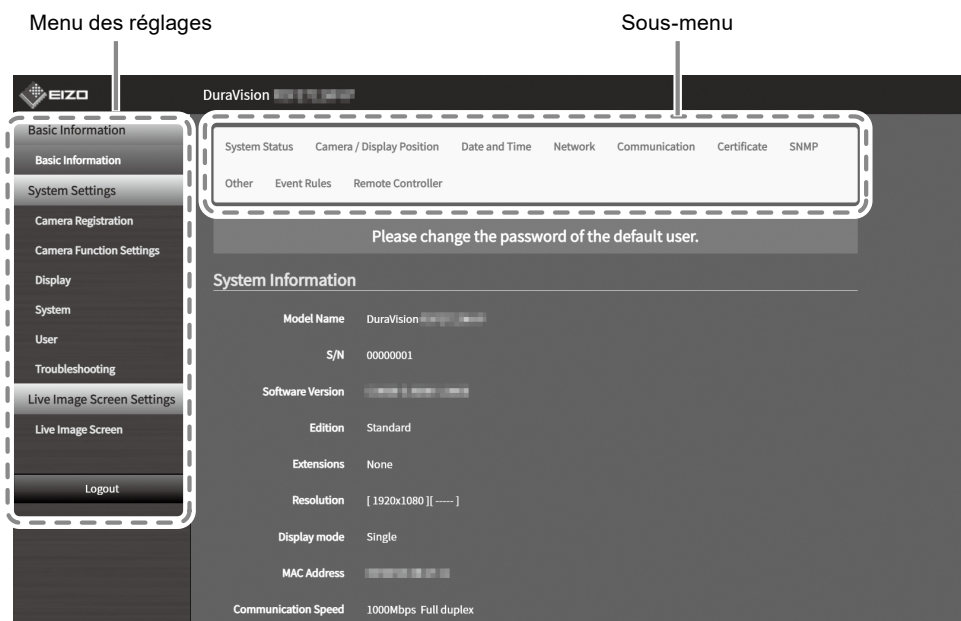 Menu des réglages
Sous-menu
EIZO
DuraVision
Basic Information
Basic Information
System Settings
Camera Registration
Camera Function Settings
Display
System
User
Troubleshooting
Live Image Screen Settings
Live Image Screen
Logout
System Status Camera / Display Position Date and Time Network Communication Certificate SNMP
Other Event Rules Remote Controller
Please change the password of the default user.
System Information
Model Name DuraVision
S/N 00000001
Software Version
Edition Standard
Extensions None
Resolution [ 1920x1080 ][ ----- ]
Display mode Single
MAC Address
Communication Speed 1000Mbps Full duplex